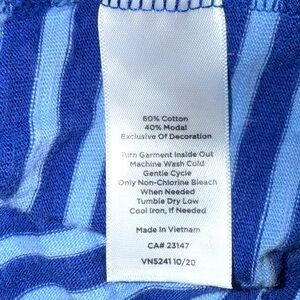 60% Cotton
40% Modal
Exclusive Of Decoration
Turn Garment Inside Out
Machine Wash Cold
Gentle Cycle
Only Non-Chlorine Bleach
When Needed
Tumble Dry Low
Cool Iron, If Needed
Made In Vietnam
CA# 23147
VN5241 10/20